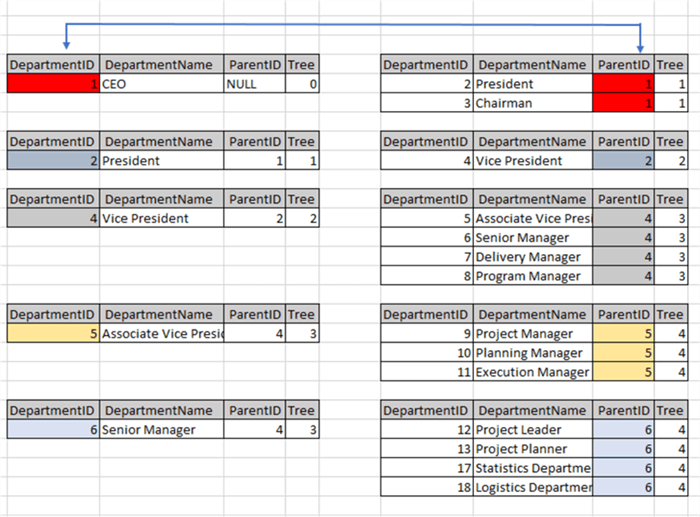 DepartmentID DepartmentName ParentID Tree DepartmentID DepartmentName ParentID Tree
1 CEO NULL 0 2 President 1 1
3 Chairman 1 1
DepartmentID DepartmentName ParentID Tree DepartmentID DepartmentName ParentID Tree
2 President 1 1 4 Vice President 2 2
DepartmentID DepartmentName ParentID Tree DepartmentID DepartmentName ParentID Tree
4 Vice President 2 2 5 Associate Vice Presi 4 3
6 Senior Manager 4 3
7 Delivery Manager 4 3
8 Program Manager 4 3
DepartmentID DepartmentName ParentID Tree DepartmentID DepartmentName ParentID Tree
5 Associate Vice Presid 4 3 9 Project Manager 5 4
10 Planning Manager 5 4
11 Execution Manager 5 4
DepartmentID DepartmentName ParentID Tree DepartmentID DepartmentName ParentID Tree
6 Senior Manager 4 3 12 Project Leader 6 4
13 Project Planner 6 4
17 Statistics Departme 6 4
18 Logistics Departmer 6 4